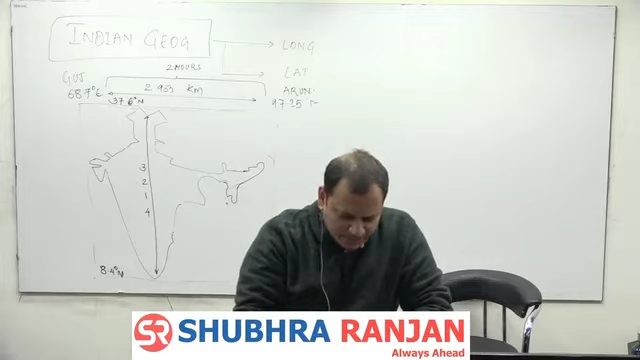 INDIAN GEOG
LONG
LAT
2 HOURS
GUJ
68.7°E
2 933 KM
ARUN.
97.25
37.6°N
3
2
1
4
8.4°N
SR
SHUBHRA RANJAN
Always Ahead